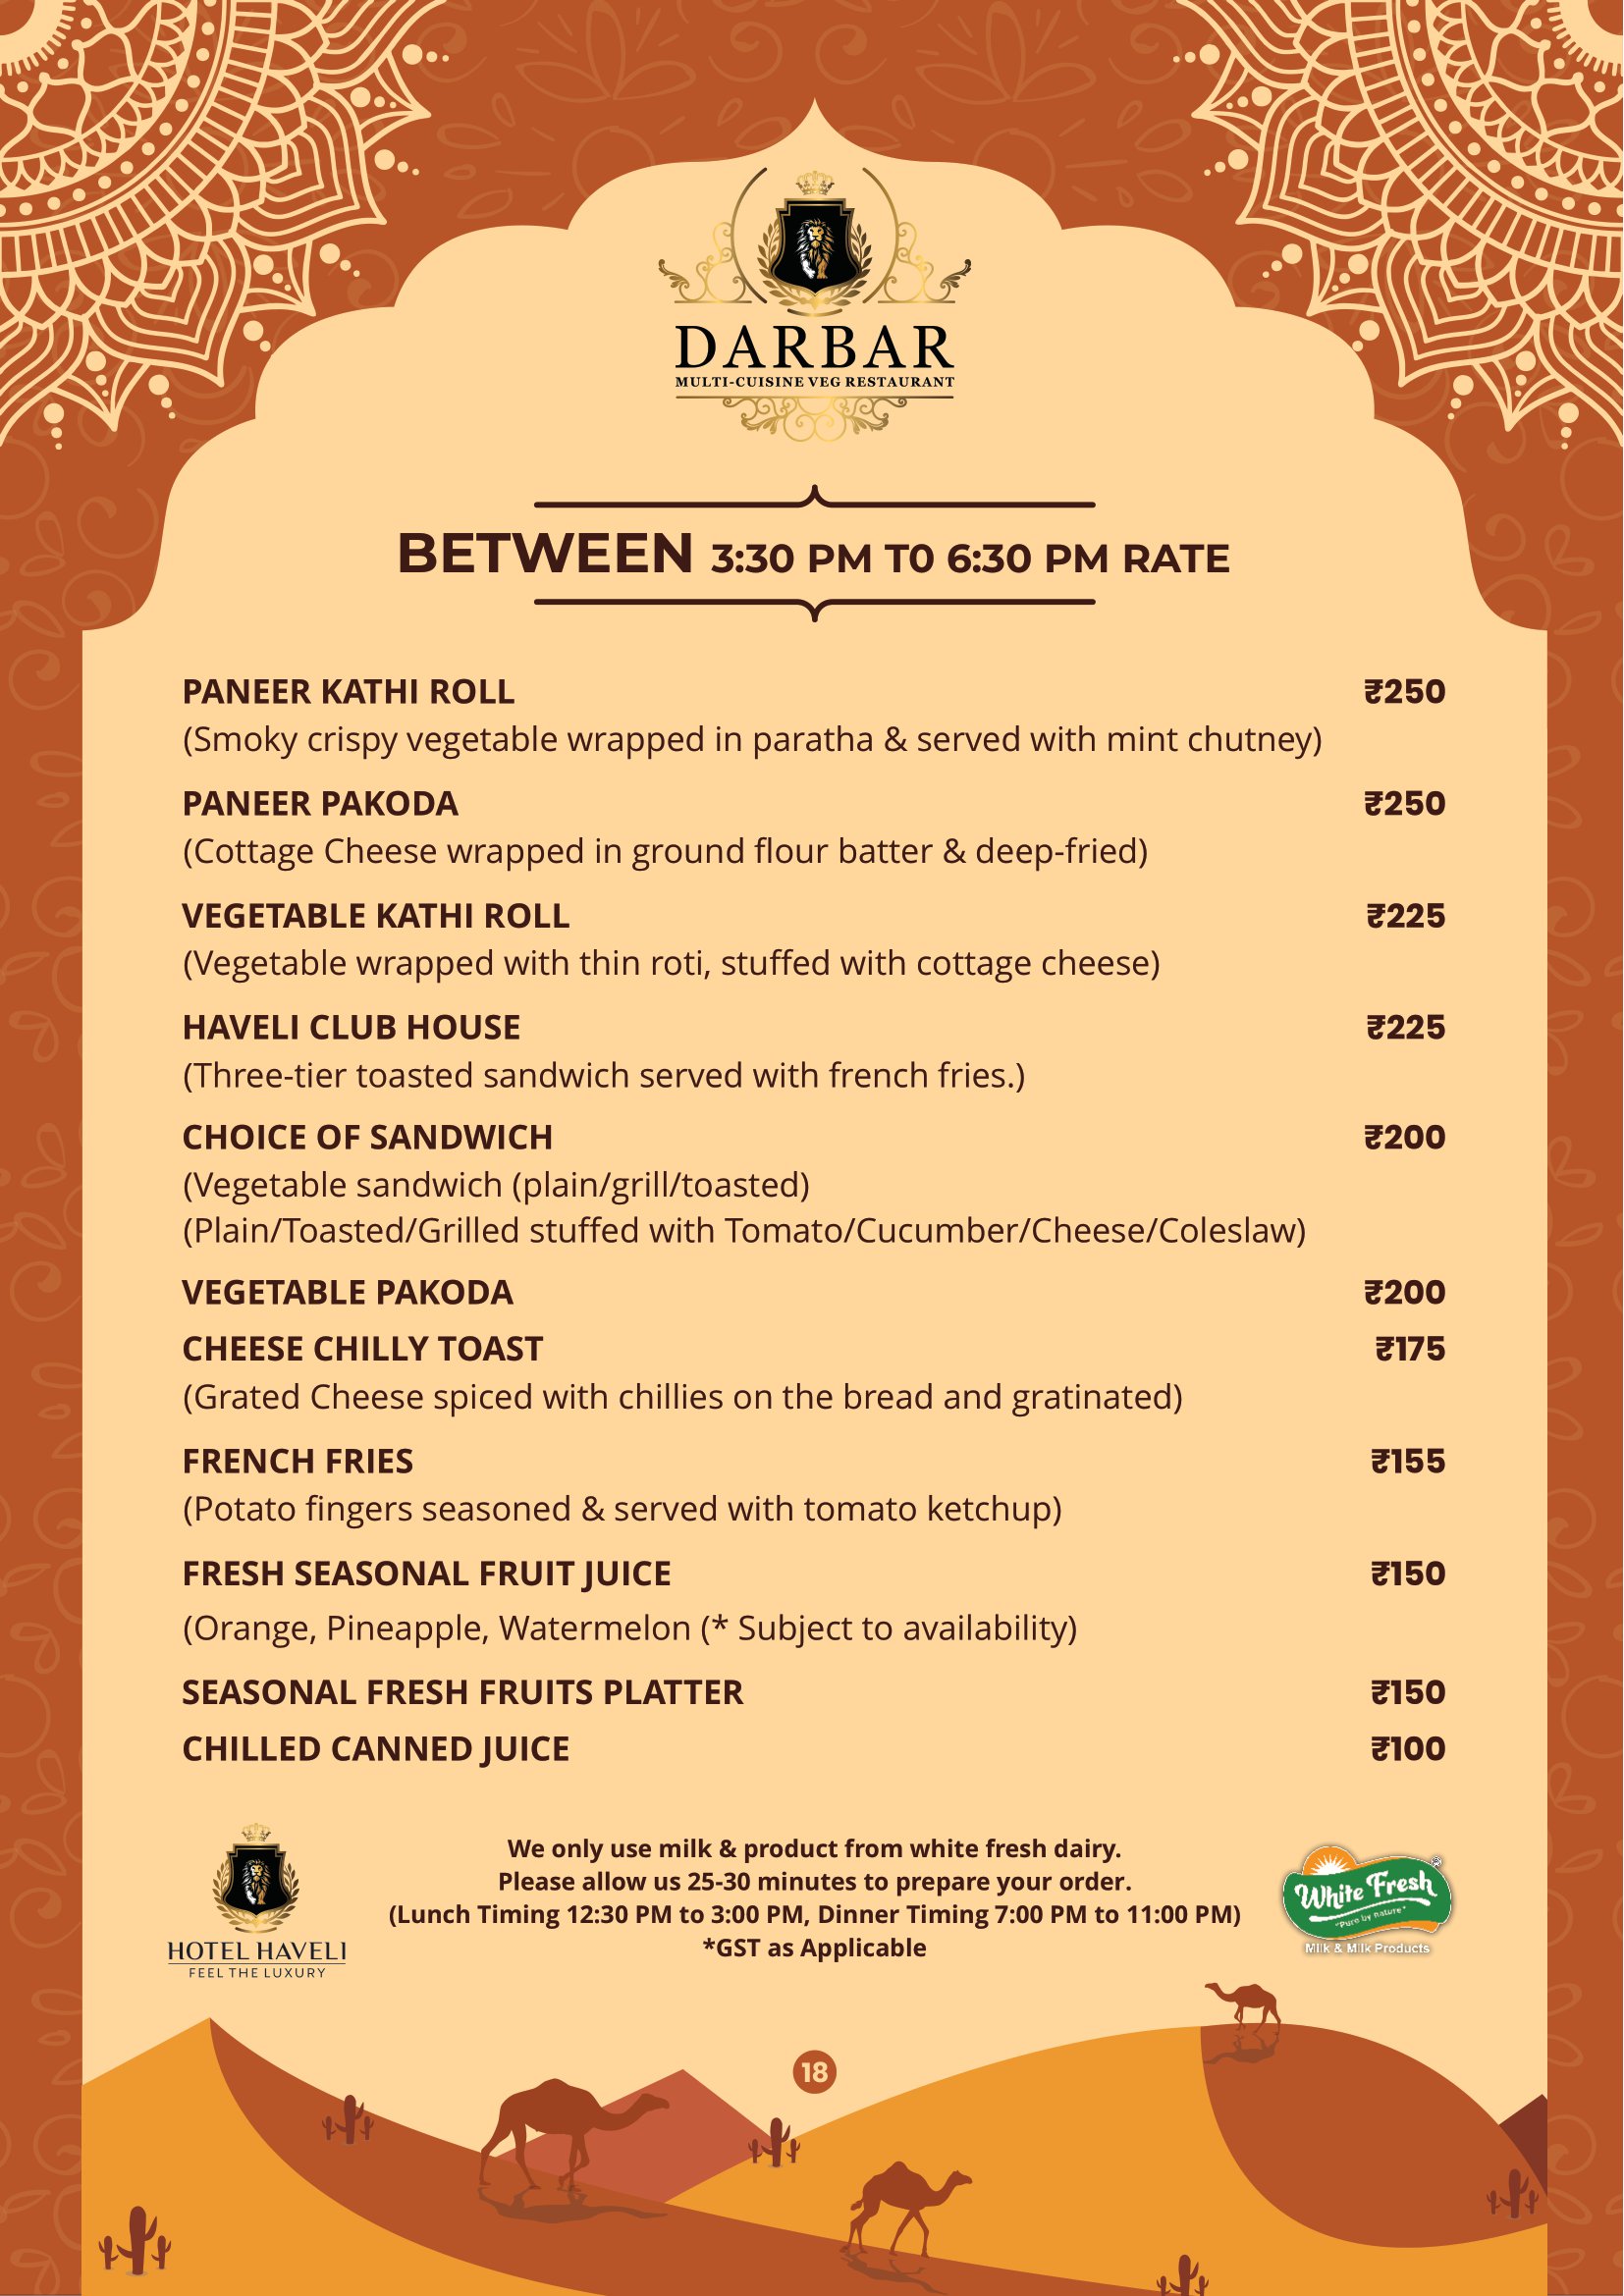 DARBAR
MULTI-CUISINE VEG RESTAURANT
BETWEEN 3:30 PM T0 6:30 PM RATE
PANEER KATHI ROLL ₹250
(Smoky crispy vegetable wrapped in paratha & served with mint chutney)
PANEER PAKODA ₹250
(Cottage Cheese wrapped in ground flour batter & deep-fried)
VEGETABLE KATHI ROLL ₹225
(Vegetable wrapped with thin roti, stuffed with cottage cheese)
HAVELI CLUB HOUSE ₹225
(Three-tier toasted sandwich served with french fries.)
CHOICE OF SANDWICH ₹200
(Vegetable sandwich (plain/grill/toasted)
(Plain/Toasted/Grilled stuffed with Tomato/Cucumber/Cheese/Coleslaw)
VEGETABLE PAKODA ₹200
CHEESE CHILLY TOAST ₹175
(Grated Cheese spiced with chillies on the bread and gratinated)
FRENCH FRIES ₹155
(Potato fingers seasoned & served with tomato ketchup)
FRESH SEASONAL FRUIT JUICE ₹150
(Orange, Pineapple, Watermelon (* Subject to availability)
SEASONAL FRESH FRUITS PLATTER ₹150
CHILLED CANNED JUICE ₹100
HOTEL HAVELI
FEEL THE LUXURY
We only use milk & product from white fresh dairy.
Please allow us 25-30 minutes to prepare your order.
(Lunch Timing 12:30 PM to 3:00 PM, Dinner Timing 7:00 PM to 11:00 PM)
*GST as Applicable
White Fresh ®
"Pure by nature"
Milk & Milk Products
18